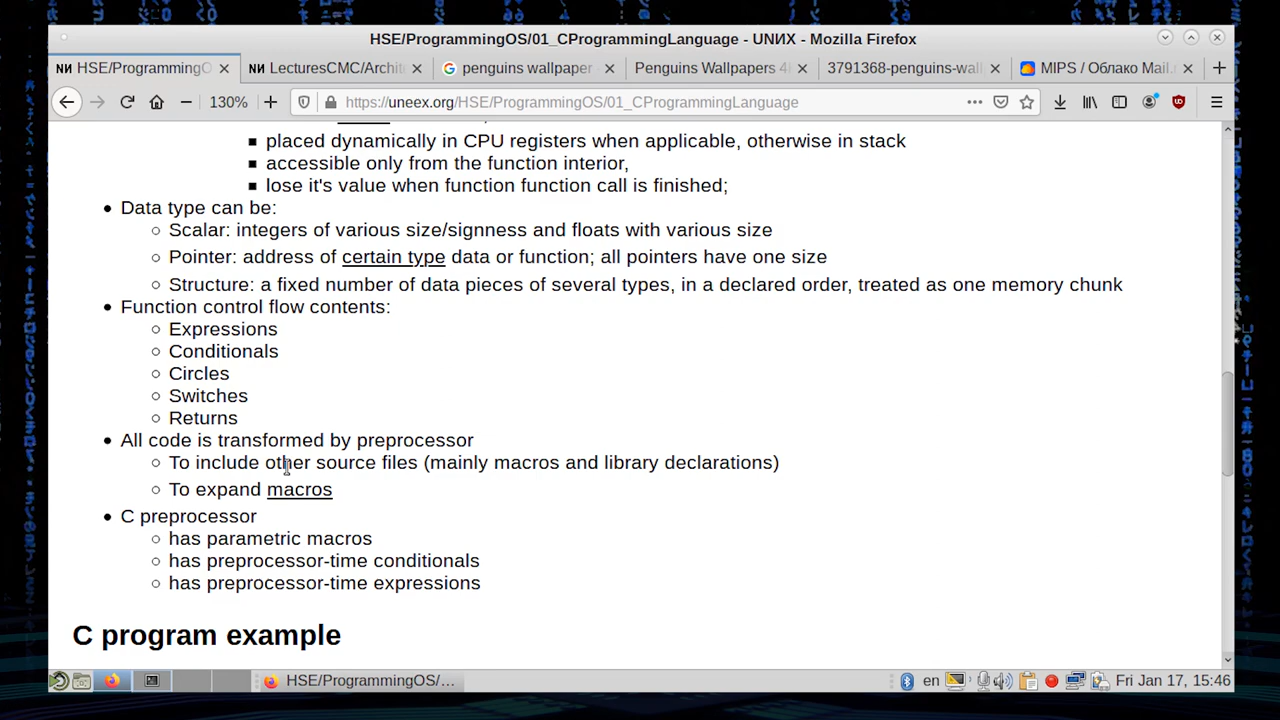 HSE/ProgrammingOS/01_CProgrammingLanguage - UNИX - Mozilla Firefox
ИИ HSE/ProgrammingO
ИИ LecturesCMC/Archit
penguins wallpaper
Penguins Wallpapers 4
3791368-penguins-wal
MIPS / Облако Mail.
130%
https://uneex.org/HSE/ProgrammingOS/01_CProgrammingLanguage
placed dynamically in CPU registers when applicable, otherwise in stack
accessible only from the function interior,
lose it's value when function function call is finished;
Data type can be:
Scalar: integers of various size/signness and floats with various size
Pointer: address of certain type data or function; all pointers have one size
Structure: a fixed number of data pieces of several types, in a declared order, treated as one memory chunk
Function control flow contents:
Expressions
Conditionals
Circles
Switches
Returns
All code is transformed by preprocessor
To include other source files (mainly macros and library declarations)
To expand macros
C preprocessor
has parametric macros
has preprocessor-time conditionals
has preprocessor-time expressions
C program example
HSE/ProgrammingOS/...
en
Fri Jan 17, 15:46